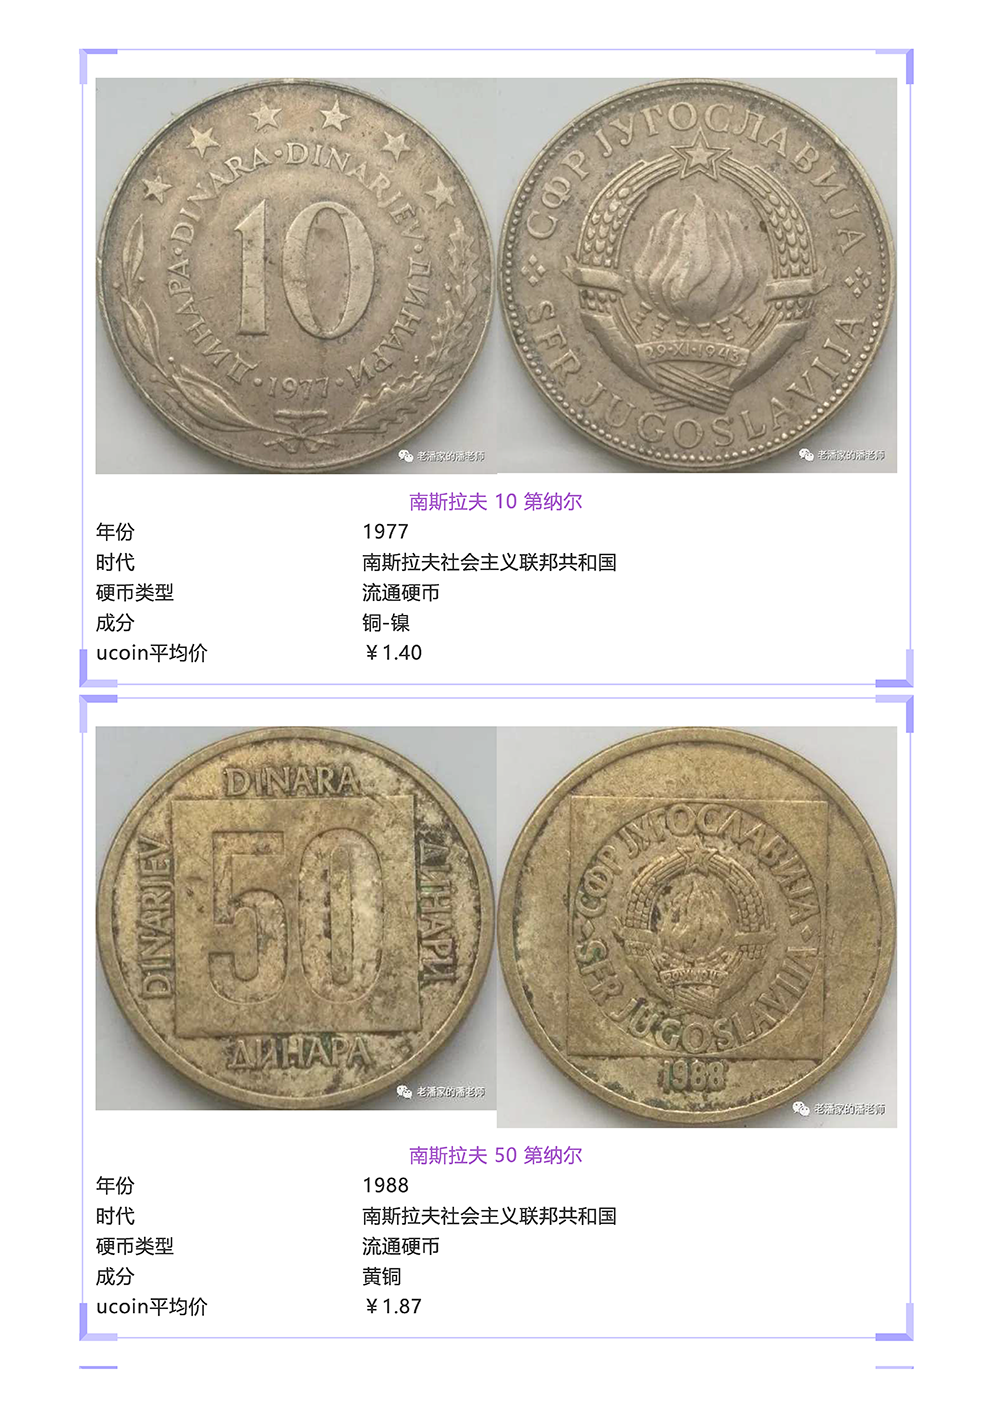 ДИНАРА·DINARA·DINARJEV·ДИНАРИ
10
·1977·
СФР ЈУГОСЛАВИЈА
29·XI·1943
SFR JUGOSLAVIJA
老潘家的潘老师
老潘家的潘老师
南斯拉夫 10 第纳尔
年份 1977
时代 南斯拉夫社会主义联邦共和国
硬币类型 流通硬币
成分 铜-镍
ucoin平均价 ￥1.40
DINARA
DINARJEV
50
ДИНАРИ
ДИНАРА
СФР ЈУГОСЛАВИЈА
SFR JUGOSLAVIJA
1988
老潘家的潘老师
老潘家的潘老师
南斯拉夫 50 第纳尔
年份 1988
时代 南斯拉夫社会主义联邦共和国
硬币类型 流通硬币
成分 黄铜
ucoin平均价 ￥1.87